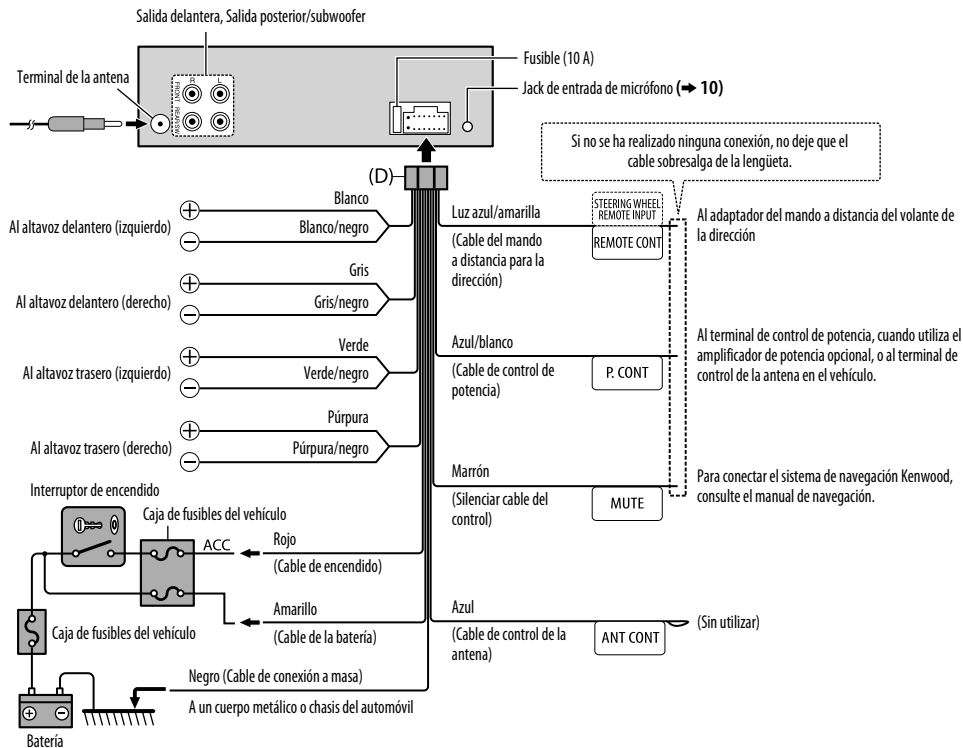 Salida delantera, Salida posterior/subwoofer
Fusible (10 A)
Terminal de la antena
Jack de entrada de micrófono (➜ 10)
R L
FRONT
REAR/SW
Si no se ha realizado ninguna conexión, no deje que el
cable sobresalga de la lengüeta.
(D)
Blanco
Blanco/negro
Al altavoz delantero (izquierdo)
Gris
Gris/negro
Al altavoz delantero (derecho)
Verde
Verde/negro
Al altavoz trasero (izquierdo)
Púrpura
Púrpura/negro
Al altavoz trasero (derecho)
Luz azul/amarilla
(Cable del mando
a distancia para la
dirección)
STEERING WHEEL
REMOTE INPUT
REMOTE CONT
Al adaptador del mando a distancia del volante de
la dirección
Azul/blanco
(Cable de control de
potencia)
P. CONT
Al terminal de control de potencia, cuando utiliza el
amplificador de potencia opcional, o al terminal de
control de la antena en el vehículo.
Marrón
(Silenciar cable del
control)
MUTE
Para conectar el sistema de navegación Kenwood,
consulte el manual de navegación.
Interruptor de encendido
Caja de fusibles del vehículo
ACC
Rojo
(Cable de encendido)
Amarillo
(Cable de la batería)
Caja de fusibles del vehículo
Azul
(Cable de control de la
antena)
ANT CONT
(Sin utilizar)
Negro (Cable de conexión a masa)
A un cuerpo metálico o chasis del automóvil
Batería